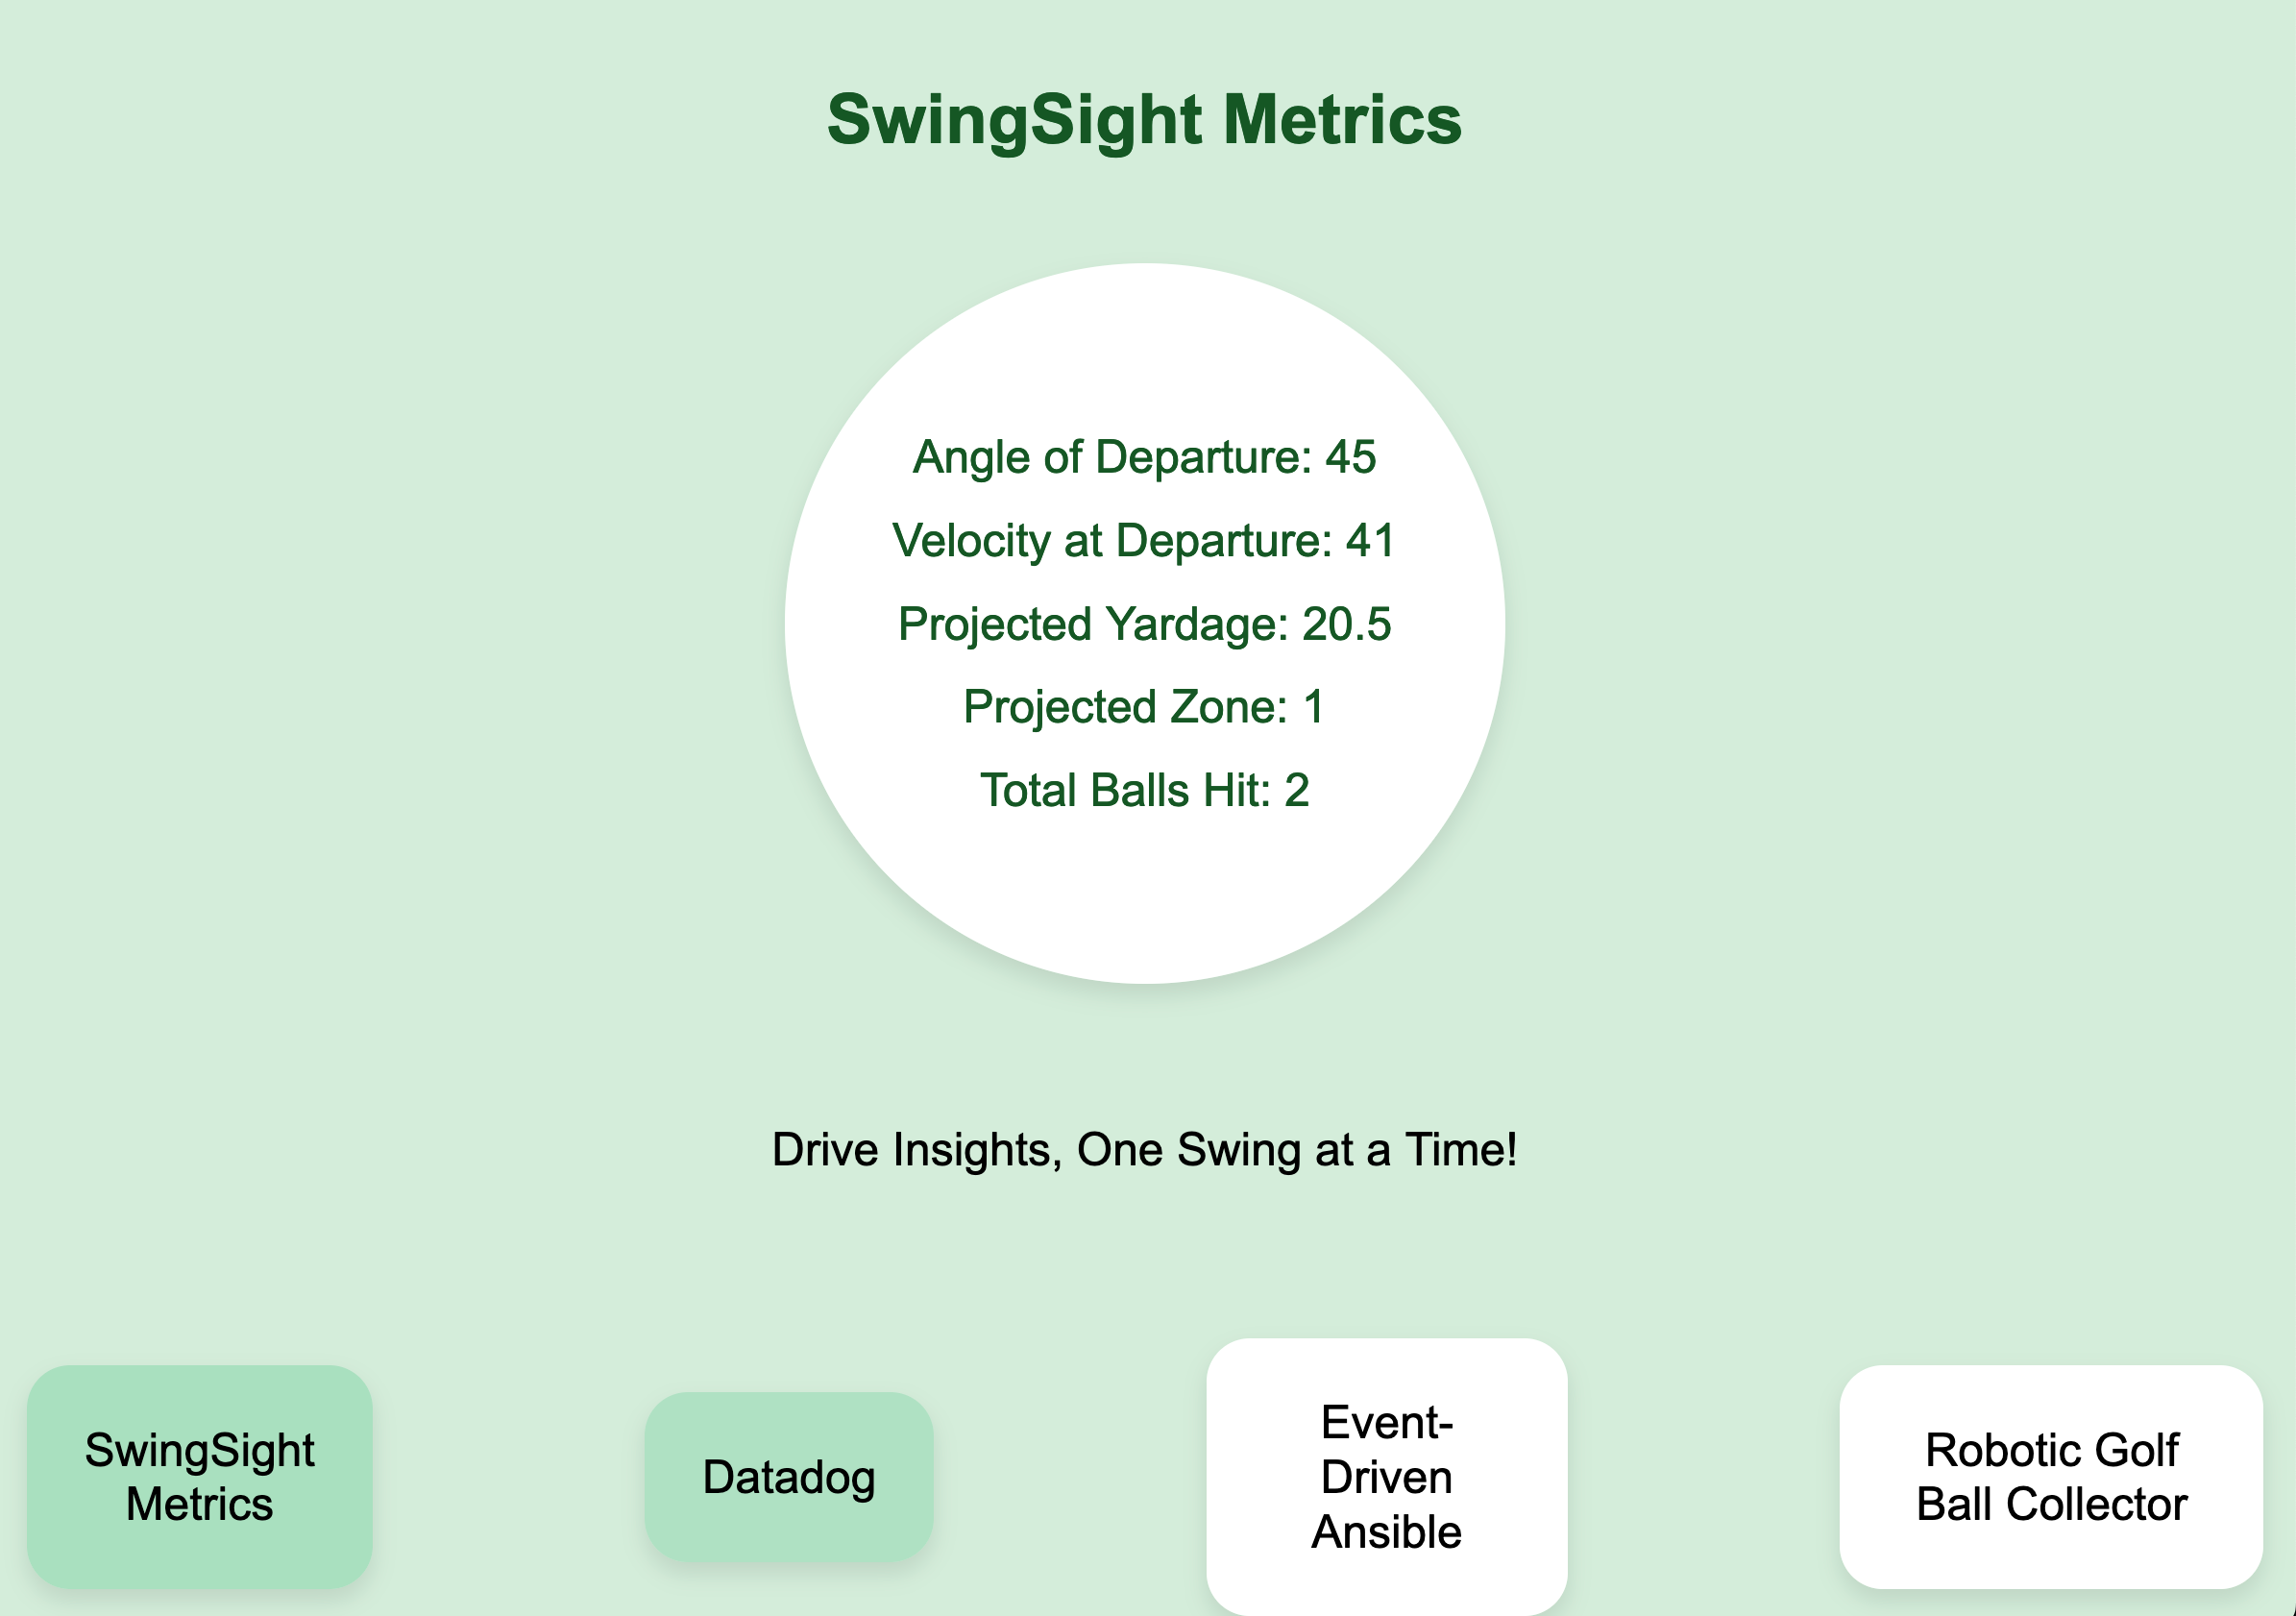 SwingSight Metrics
Angle of Departure: 45
Velocity at Departure: 41
Projected Yardage: 20.5
Projected Zone: 1
Total Balls Hit: 2
Drive Insights, One Swing at a Time!
SwingSight
Metrics
Datadog
Event-
Driven
Ansible
Robotic Golf
Ball Collector